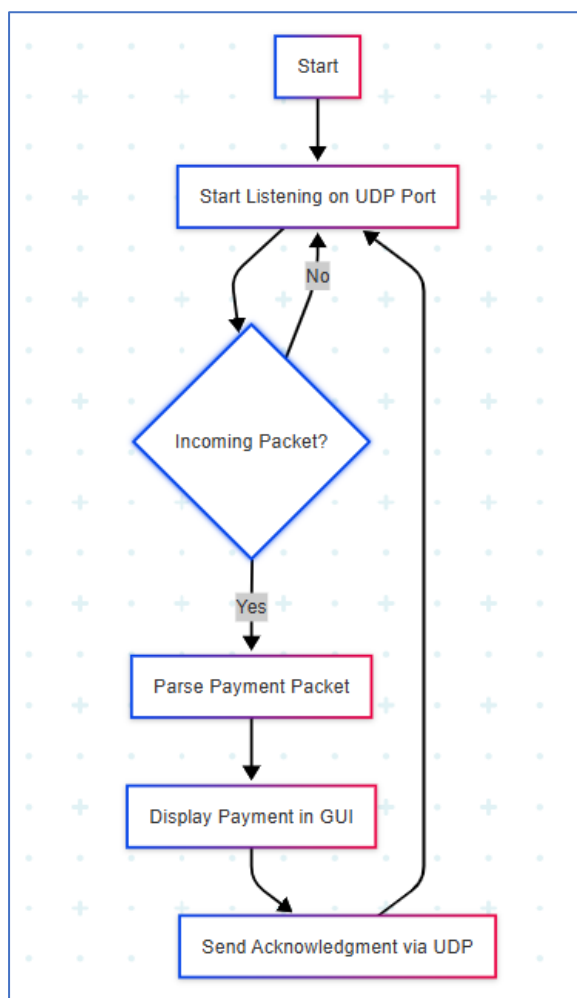 Start
Start Listening on UDP Port
No
Incoming Packet?
Yes
Parse Payment Packet
Display Payment in GUI
Send Acknowledgment via UDP